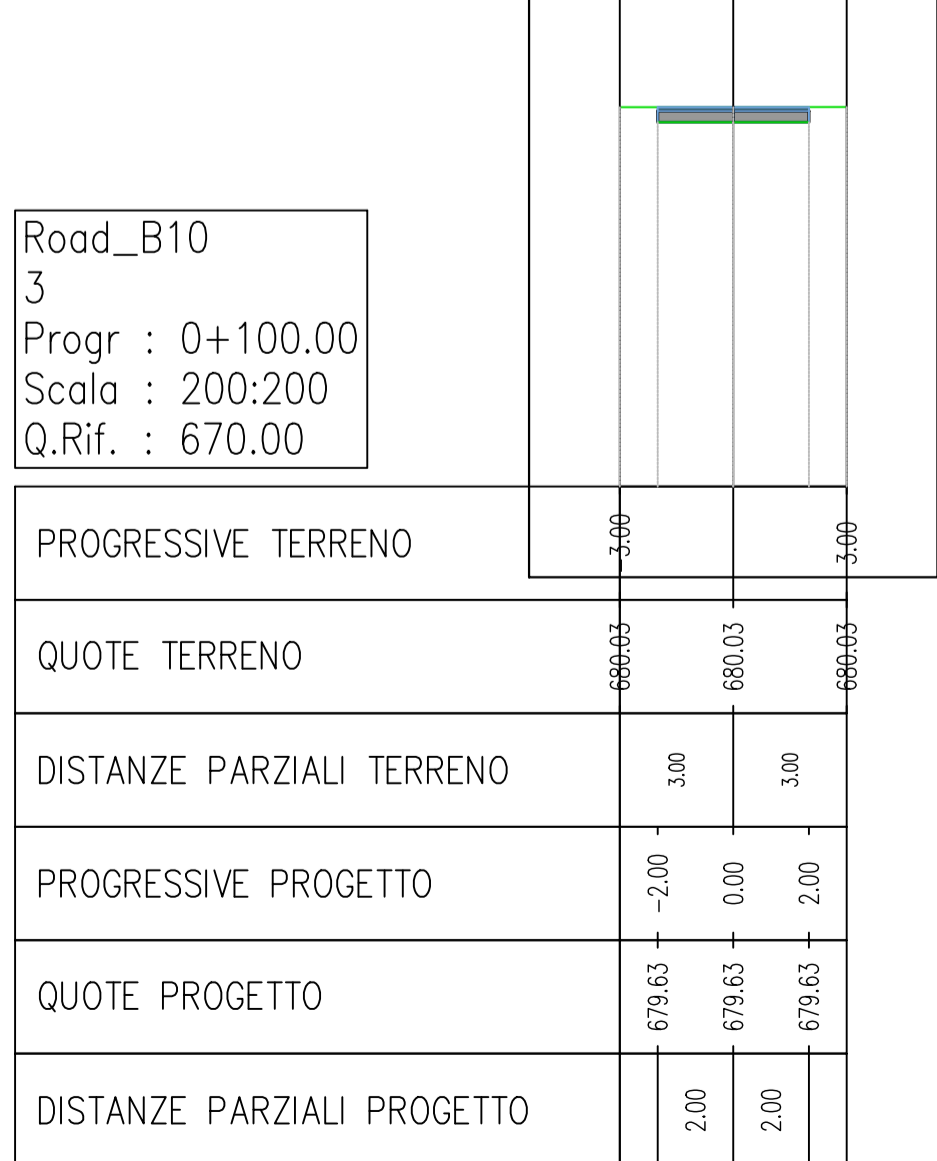 Road_B10
3
Progr : 0+100.00
Scala : 200:200
Q.Rif. : 670.00
PROGRESSIVE TERRENO -3.00 3.00
QUOTE TERRENO 680.03 680.03 680.03
DISTANZE PARZIALI TERRENO 3.00 3.00
PROGRESSIVE PROGETTO -2.00 0.00 2.00
QUOTE PROGETTO 679.63 679.63 679.63
DISTANZE PARZIALI PROGETTO 2.00 2.00